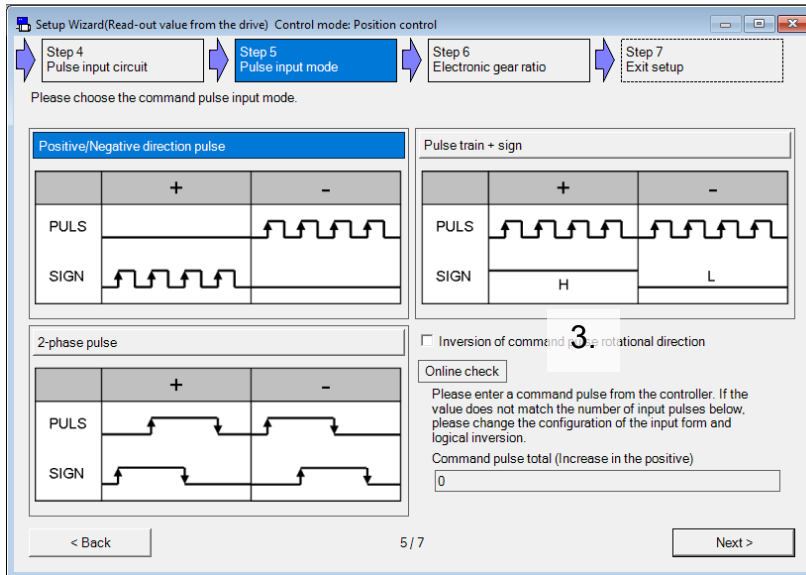 Setup Wizard(Read-out value from the drive) Control mode: Position control
Step 4
Pulse input circuit
Step 5
Pulse input mode
Step 6
Electronic gear ratio
Step 7
Exit setup
Please choose the command pulse input mode.
Positive/Negative direction pulse
+ -
PULS
SIGN
Pulse train + sign
+ -
PULS
SIGN H L
2-phase pulse
+ -
PULS
SIGN
Inversion of command pulse rotational direction
3.
Online check
Please enter a command pulse from the controller. If the
value does not match the number of input pulses below,
please change the configuration of the input form and
logical inversion.
Command pulse total (Increase in the positive)
0
< Back
5 / 7
Next >